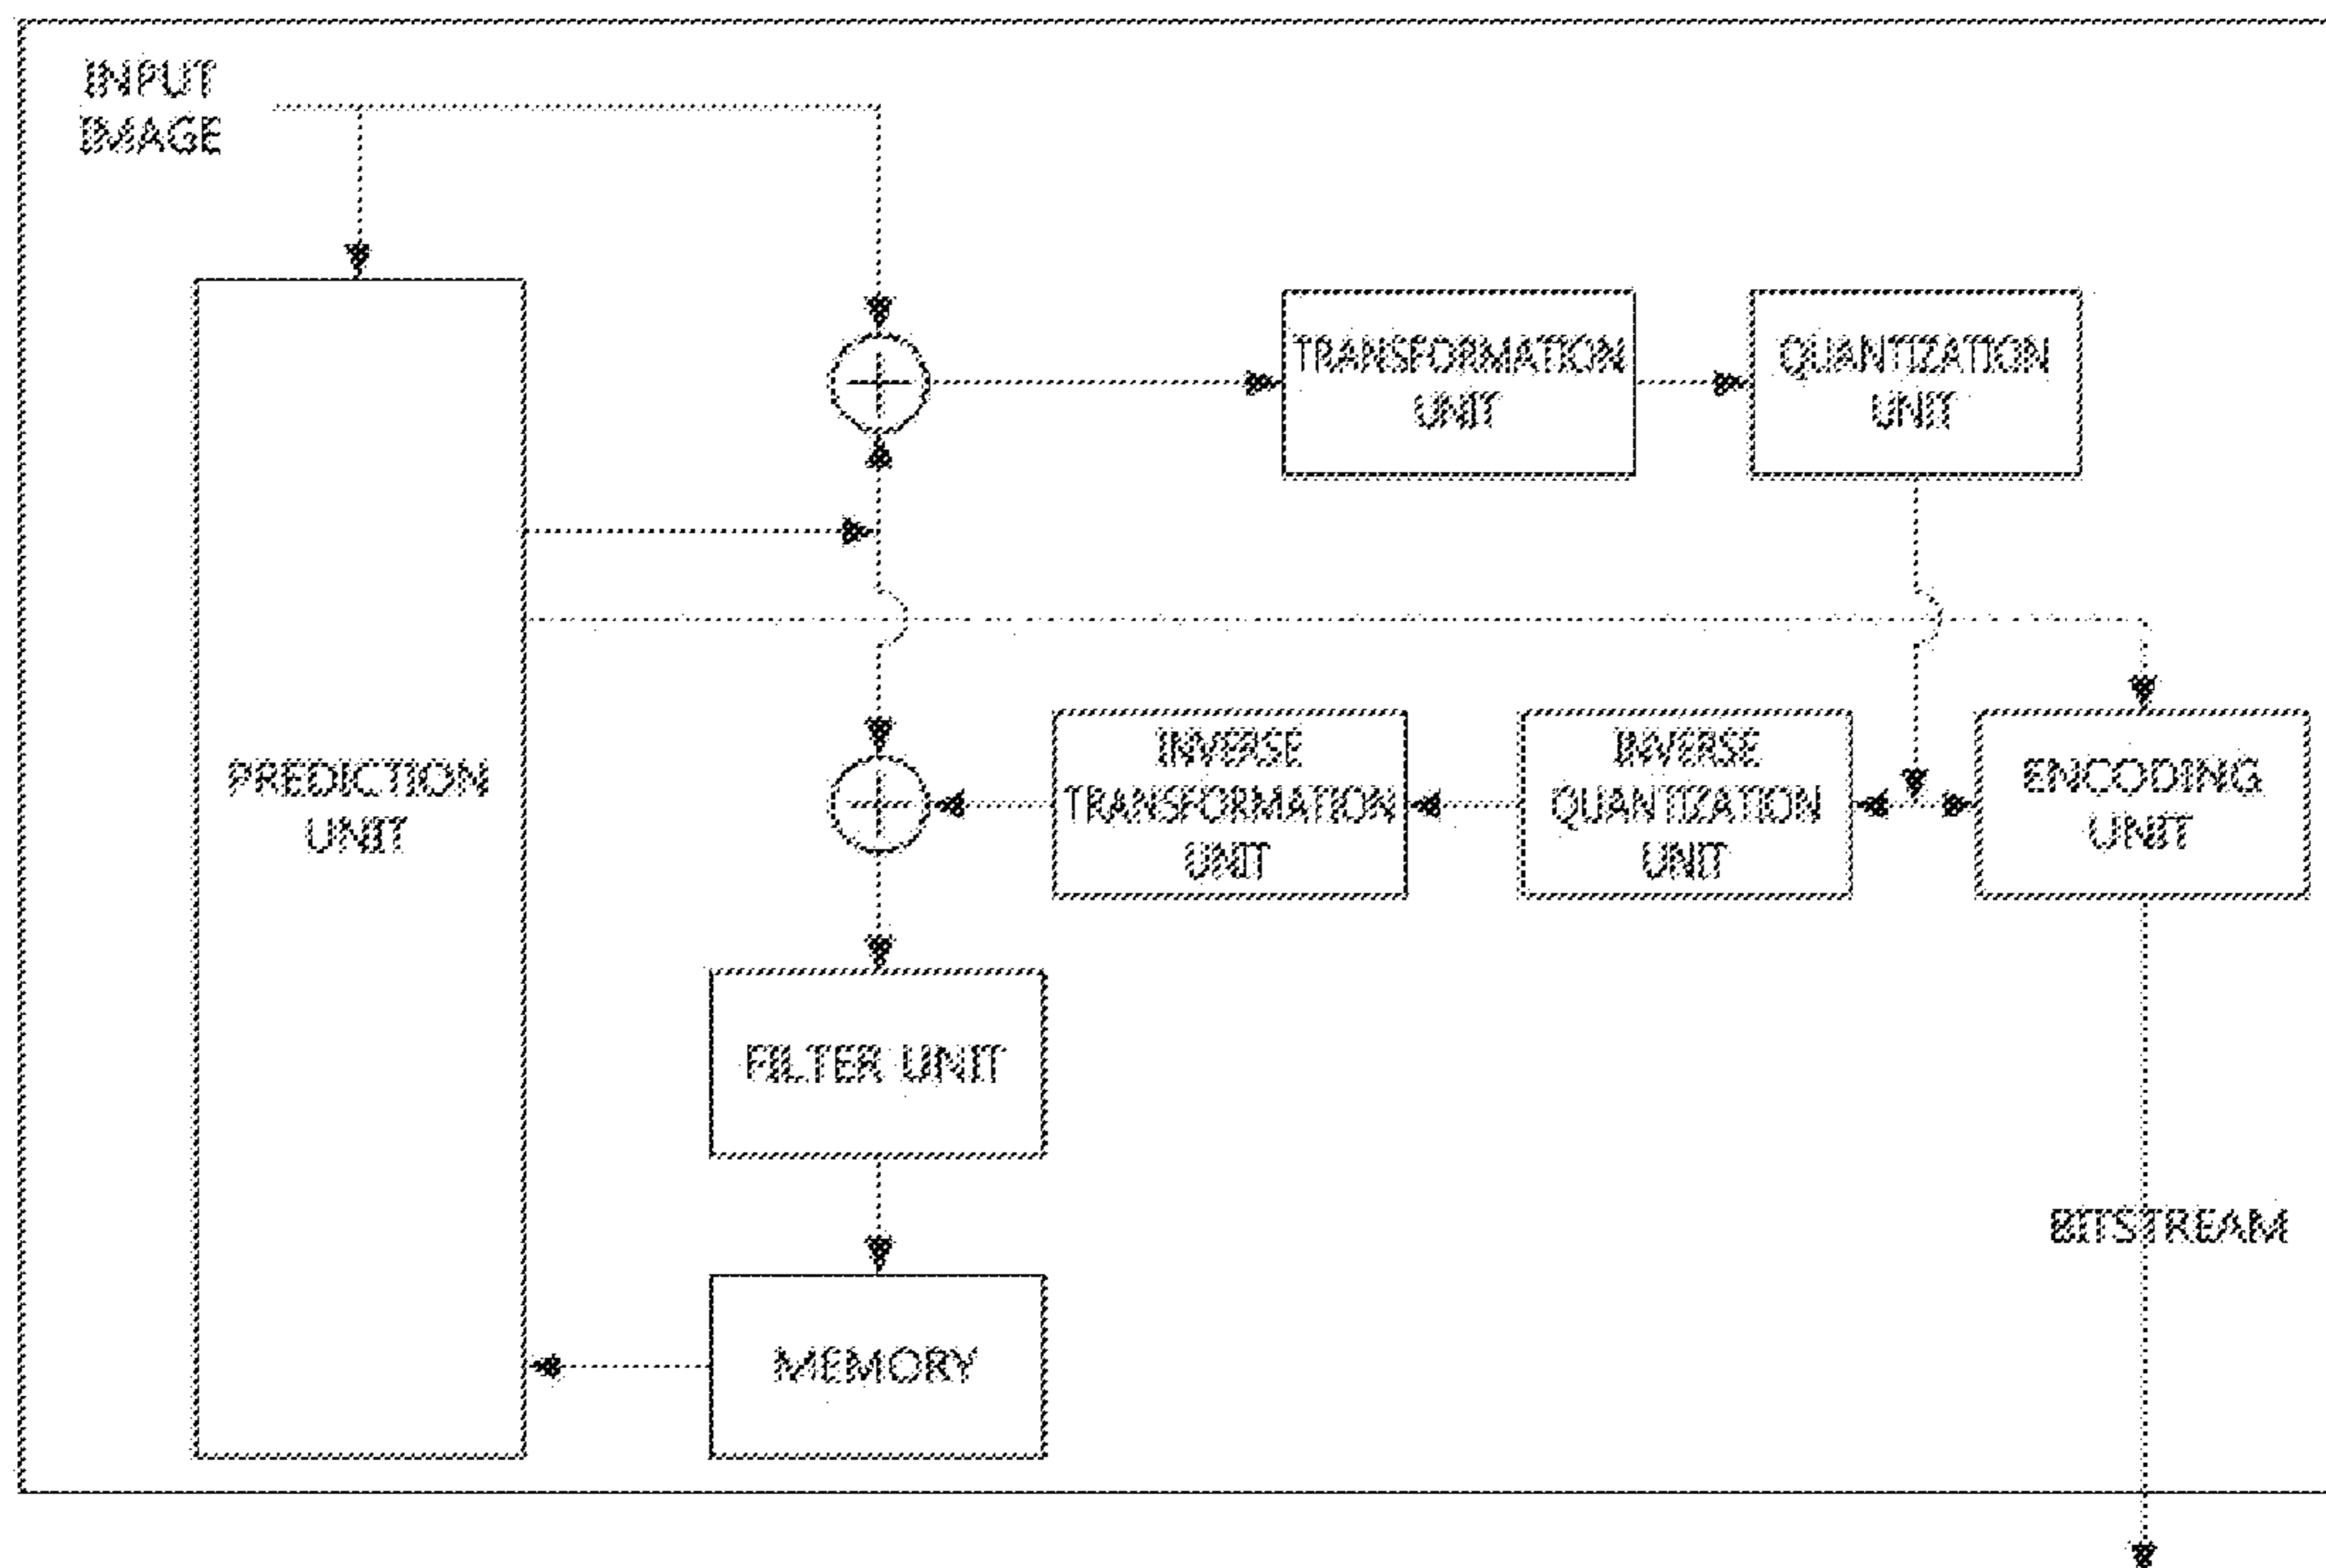 INPUT
IMAGE
TRANSFORMATION
UNIT
QUANTIZATION
UNIT
PREDICTION
UNIT
INVERSE
TRANSFORMATION
UNIT
INVERSE
QUANTIZATION
UNIT
ENCODING
UNIT
FILTER UNIT
BITSTREAM
MEMORY